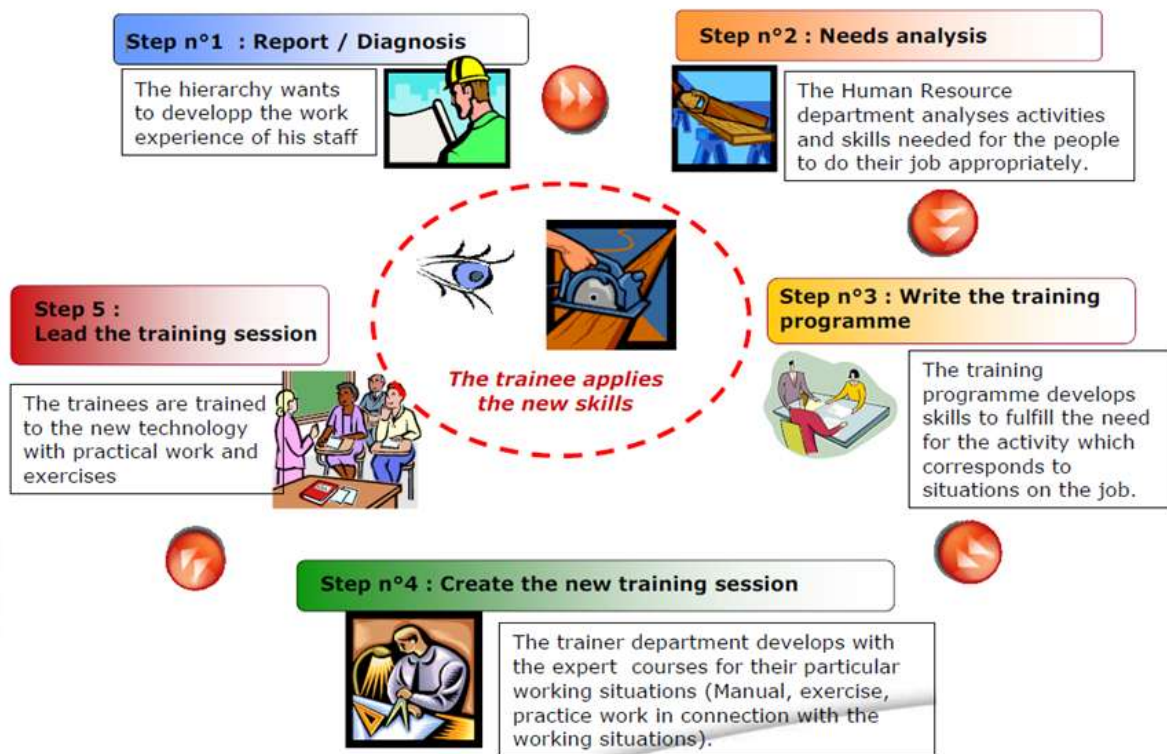 Step n°1 : Report / Diagnosis
The hierarchy wants
to developp the work
experience of his staff
Step n°2 : Needs analysis
The Human Resource
department analyses activities
and skills needed for the people
to do their job appropriately.
Step n°3 : Write the training
programme
The training
programme develops
skills to fulfill the need
for the activity which
corresponds to
situations on the job.
Step n°4 : Create the new training session
The trainer department develops with
the expert courses for their particular
working situations (Manual, exercise,
practice work in connection with the
working situations).
Step 5 :
Lead the training session
The trainees are trained
to the new technology
with practical work and
exercises
The trainee applies
the new skills